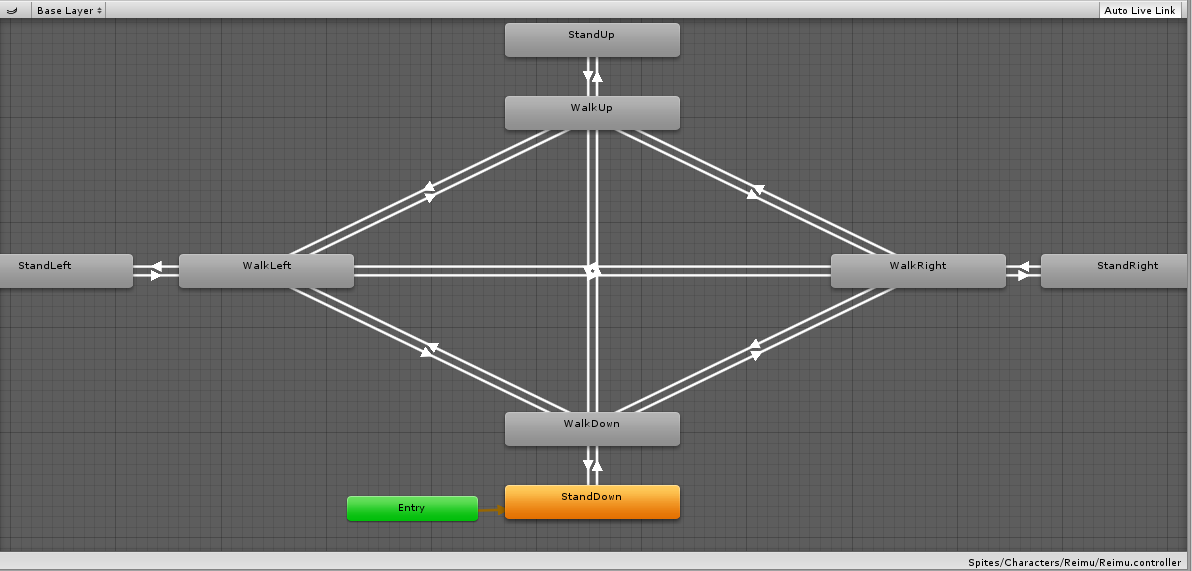 Base Layer
Auto Live Link
StandUp
WalkUp
StandLeft
WalkLeft
WalkRight
StandRight
WalkDown
StandDown
Entry
Spites/Characters/Reimu/Reimu.controller